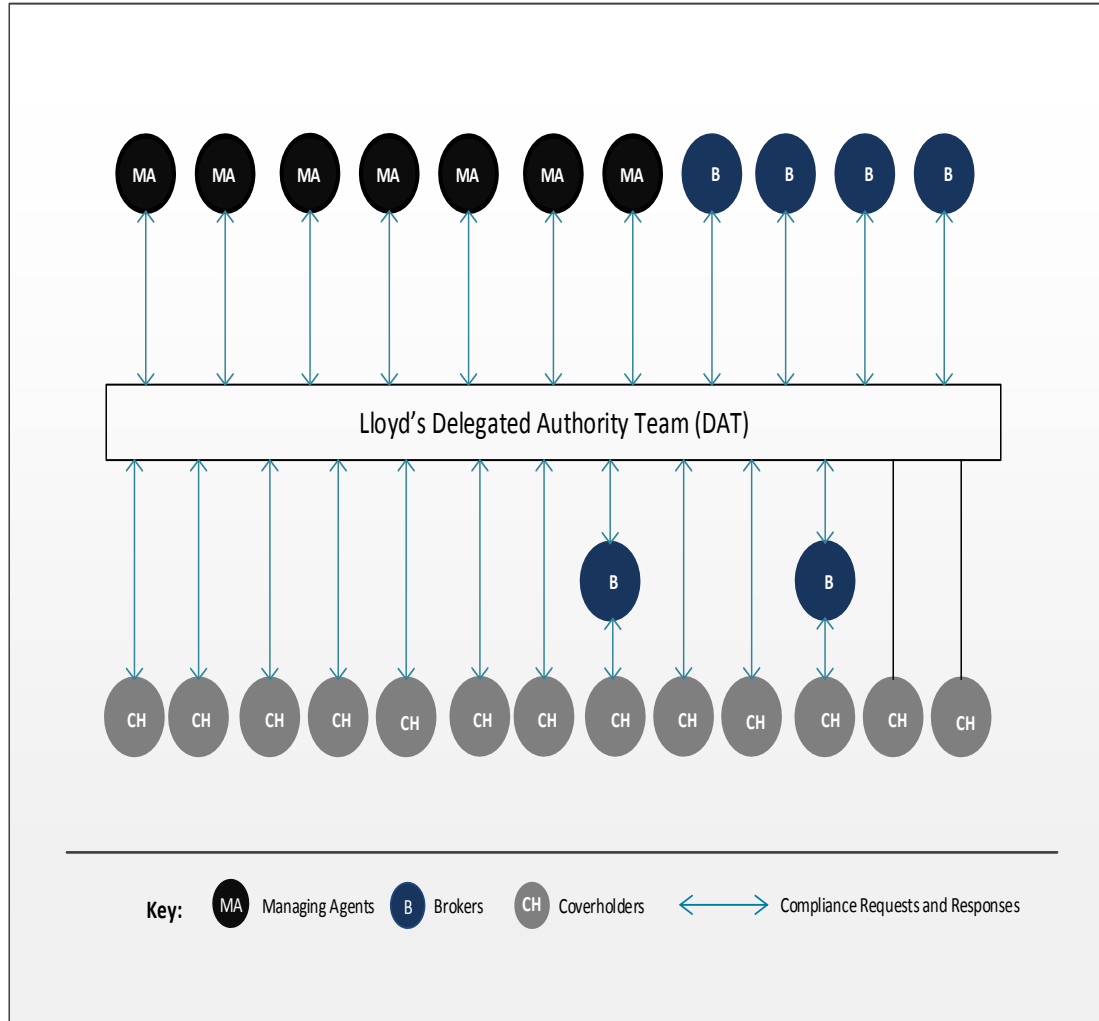 MA MA MA MA MA MA MA B B B B
Lloyd's Delegated Authority Team (DAT)
B B
CH CH CH CH CH CH CH CH CH CH CH CH CH
Key: MA Managing Agents B Brokers CH Coverholders Compliance Requests and Responses